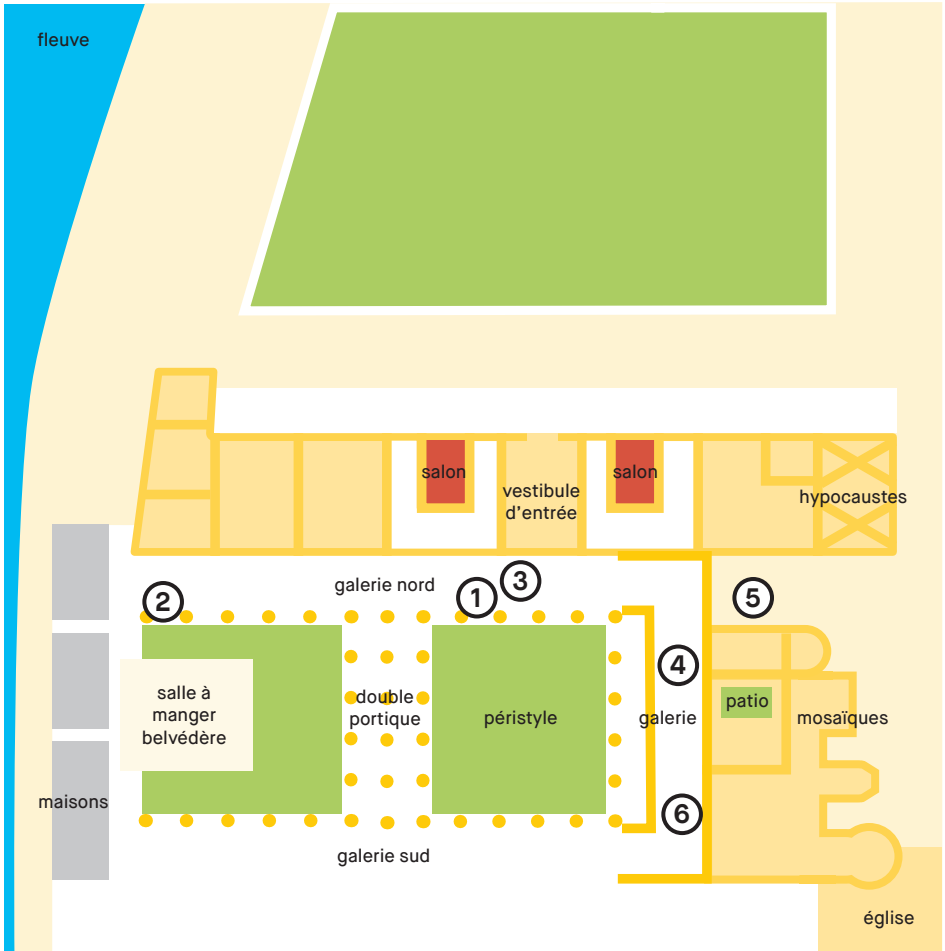 fleuve
salon
salon
vestibule
d'entrée
hypocaustes
galerie nord
1
3
2
5
4
salle à
manger
belvédère
double
portique
péristyle
galerie
patio
mosaïques
maisons
6
galerie sud
église